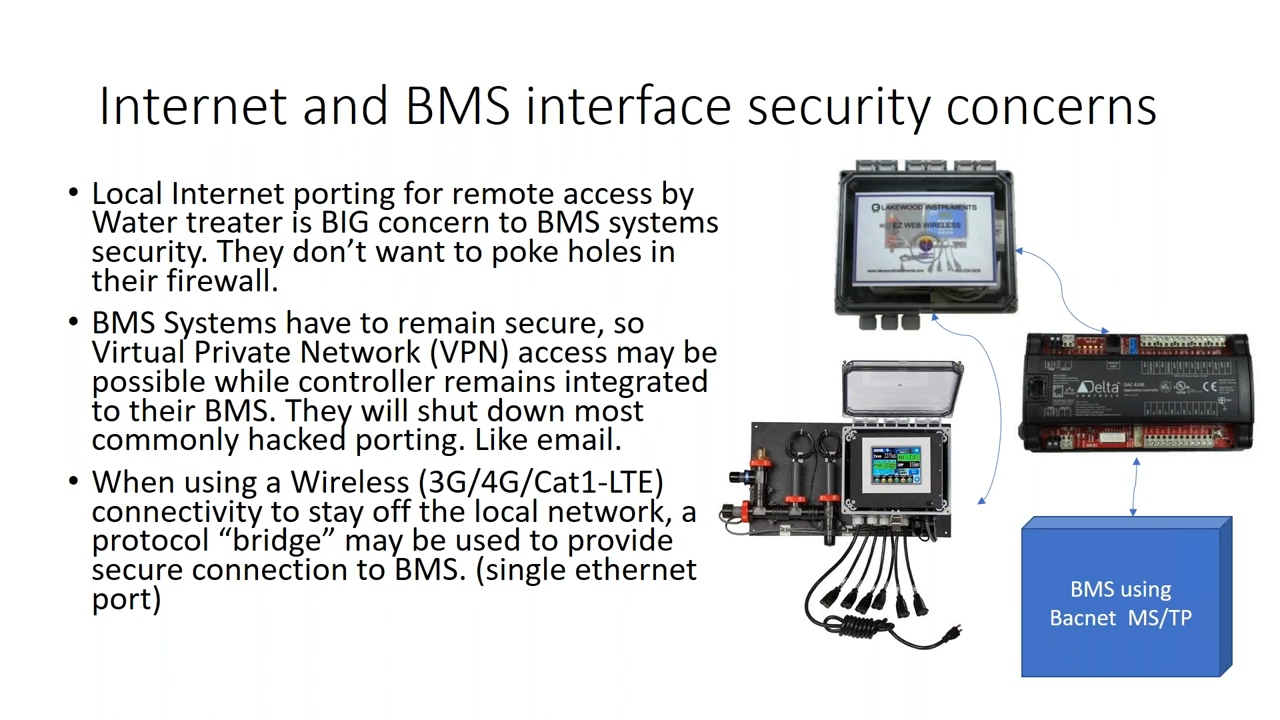 Internet and BMS interface security concerns
• Local Internet porting for remote access by
Water treater is BIG concern to BMS systems
security. They don’t want to poke holes in
their firewall.
• BMS Systems have to remain secure, so
Virtual Private Network (VPN) access may be
possible while controller remains integrated
to their BMS. They will shut down most
commonly hacked porting. Like email.
• When using a Wireless (3G/4G/Cat1-LTE)
connectivity to stay off the local network, a
protocol “bridge” may be used to provide
secure connection to BMS. (single ethernet
port)
LAKEWOOD INSTRUMENTS
EZ WEB WIRELESS
Delta
CONTROLS
Application Controller
CE
BMS using
Bacnet MS/TP